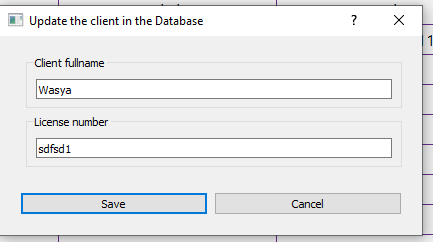 Update the client in the Database ?
Client fullname
Wasya
License number
sdfsd1
Save Cancel